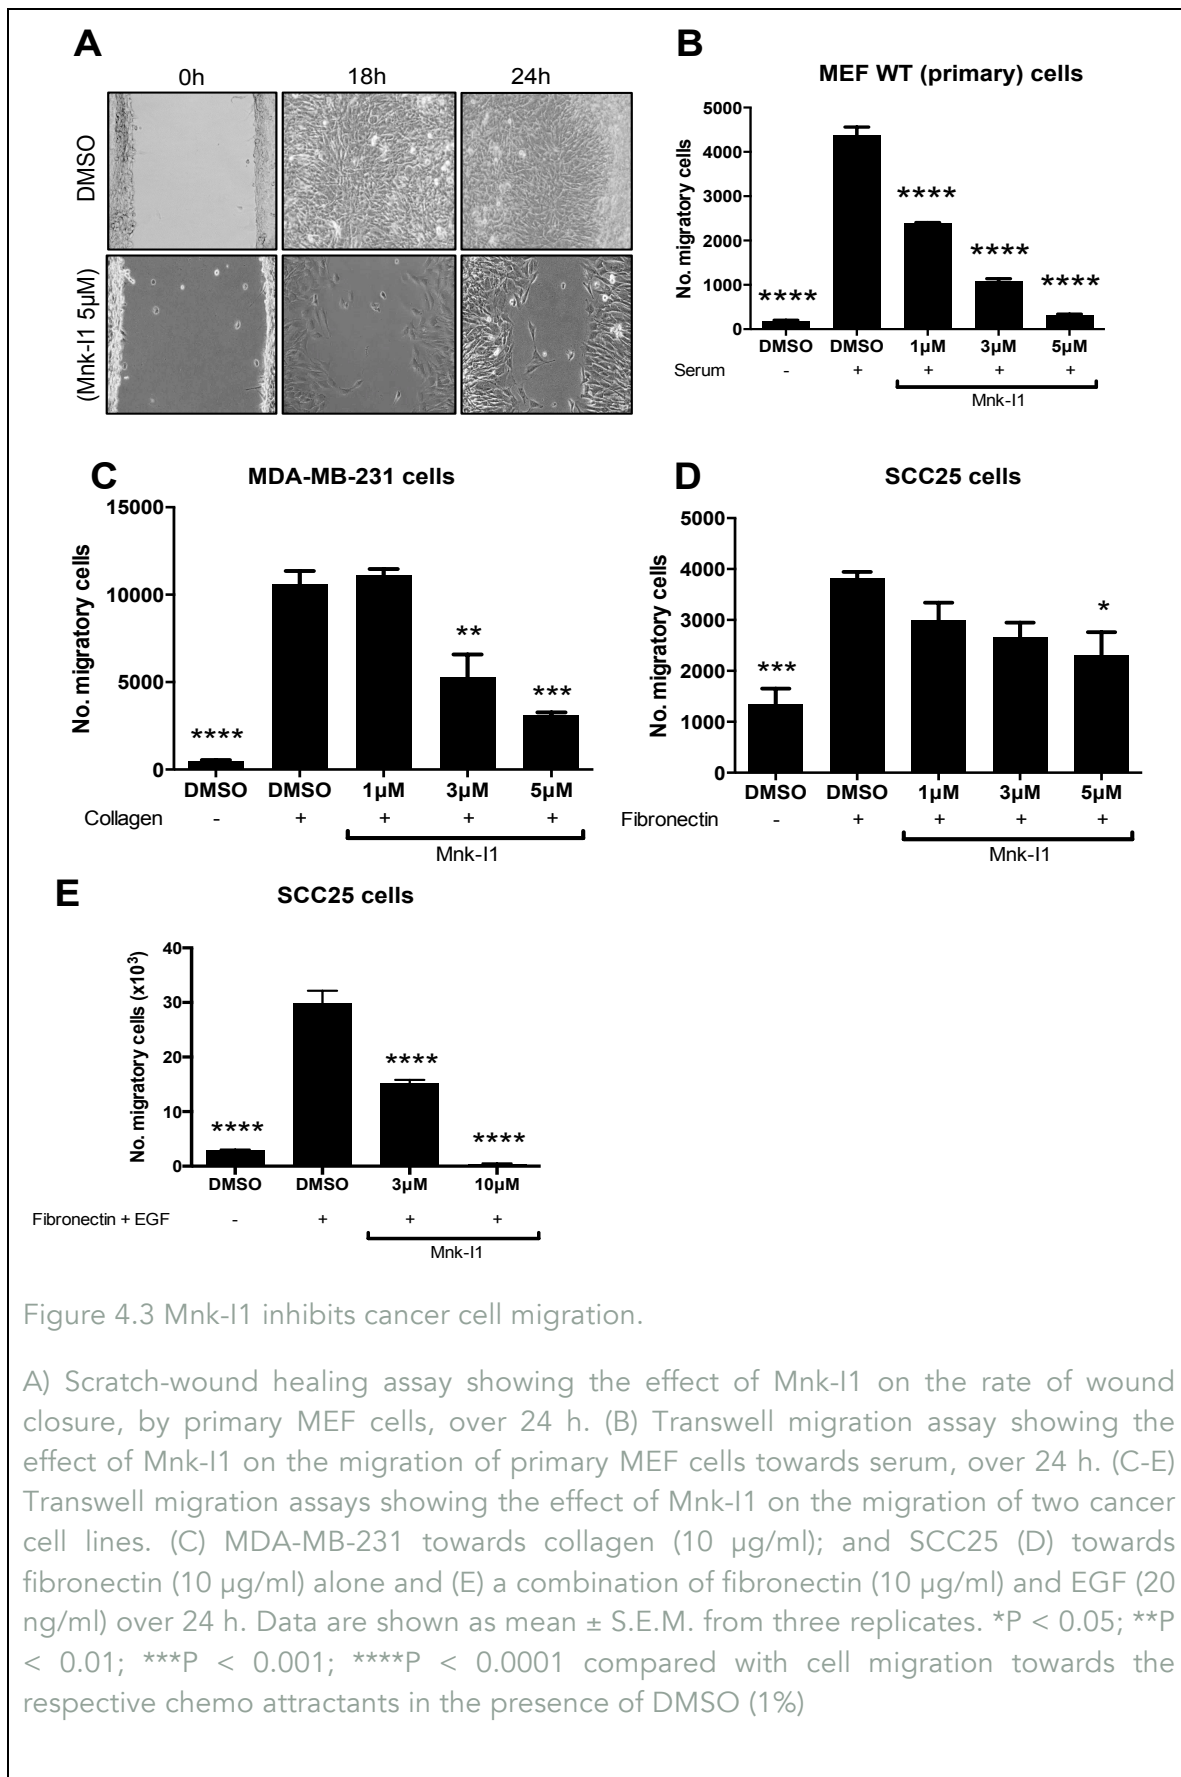 A
0h 18h 24h
DMSO
(Mnk-I1 5µM)
B
MEF WT (primary) cells
No. migratory cells
5000
4000
3000
2000
1000
0
****
****
****
****
DMSO DMSO 1µM 3µM 5µM
Serum - + + + +
Mnk-I1
C
MDA-MB-231 cells
No. migratory cells
15000
10000
5000
0
****
**
***
DMSO DMSO 1µM 3µM 5µM
Collagen - + + + +
Mnk-I1
D
SCC25 cells
No. migratory cells
5000
4000
3000
2000
1000
0
***
*
DMSO DMSO 1µM 3µM 5µM
Fibronectin - + + + +
Mnk-I1
E
SCC25 cells
No. migratory cells (x10³)
40
30
20
10
0
****
****
****
DMSO DMSO 3µM 10µM
Fibronectin + EGF - + + +
Mnk-I1
Figure 4.3 Mnk-I1 inhibits cancer cell migration.
A) Scratch-wound healing assay showing the effect of Mnk-I1 on the rate of wound
closure, by primary MEF cells, over 24 h. (B) Transwell migration assay showing the
effect of Mnk-I1 on the migration of primary MEF cells towards serum, over 24 h. (C-E)
Transwell migration assays showing the effect of Mnk-I1 on the migration of two cancer
cell lines. (C) MDA-MB-231 towards collagen (10 µg/ml); and SCC25 (D) towards
fibronectin (10 µg/ml) alone and (E) a combination of fibronectin (10 µg/ml) and EGF (20
ng/ml) over 24 h. Data are shown as mean ± S.E.M. from three replicates. *P < 0.05; **P
< 0.01; ***P < 0.001; ****P < 0.0001 compared with cell migration towards the
respective chemo attractants in the presence of DMSO (1%)